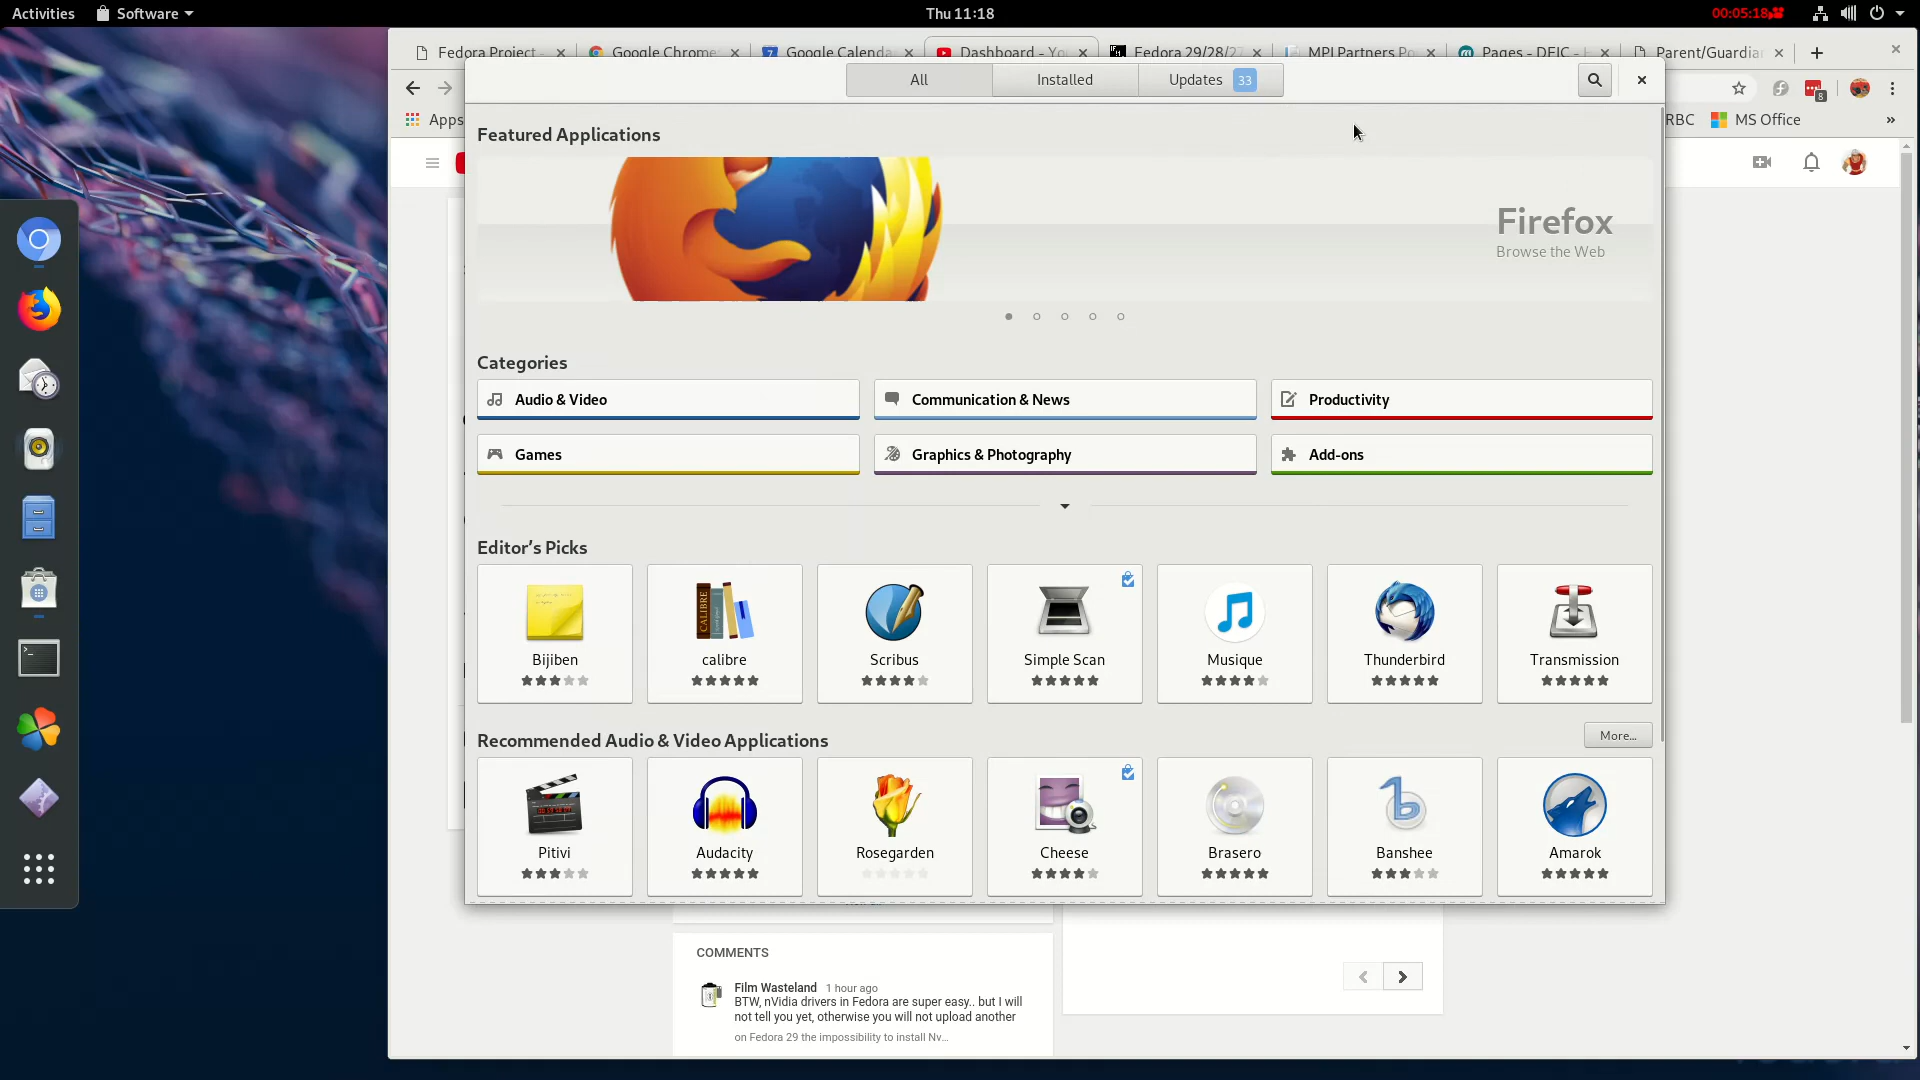 Activities
Software
Thu 11:18
00:05:18
Fedora Project -
Google Chrome
Google Calenda
Dashboard - Yo
Fedora 29/28/27
MPI Partners Po
Pages - DEIC -
Parent/Guardia
8
Apps
RBC
MS Office
»
All
Installed
Updates 33
Featured Applications
Firefox
Browse the Web
Categories
Audio & Video
Communication & News
Productivity
Games
Graphics & Photography
Add-ons
Editor's Picks
CALIBRE
Bijiben
calibre
Scribus
Simple Scan
Musique
Thunderbird
Transmission
Recommended Audio & Video Applications
More…
Pitivi
Audacity
Rosegarden
Cheese
Brasero
Banshee
Amarok
COMMENTS
Film Wasteland 1 hour ago
BTW, nVidia drivers in Fedora are super easy.. but I will
not tell you yet, otherwise you will not upload another
on Fedora 29 the impossibility to install Nv…